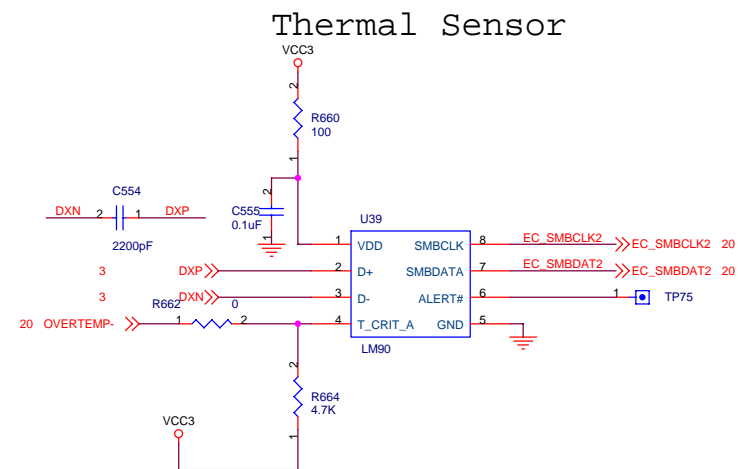 Thermal Sensor
VCC3
2
R660
100
1
C554
DXN 2 1 DXP
2200pF
2
C555
0.1uF
1
U39
1 VDD SMBCLK 8 EC_SMBCLK2 EC_SMBCLK2 20
3 DXP 2 D+ SMBDATA 7 EC_SMBDAT2 EC_SMBDAT2 20
3 DXN 3 D- ALERT# 6 1 TP75
R662 0
20 OVERTEMP- 1 2 4 T_CRIT_A GND 5
LM90
2
R664
4.7K
1
VCC3